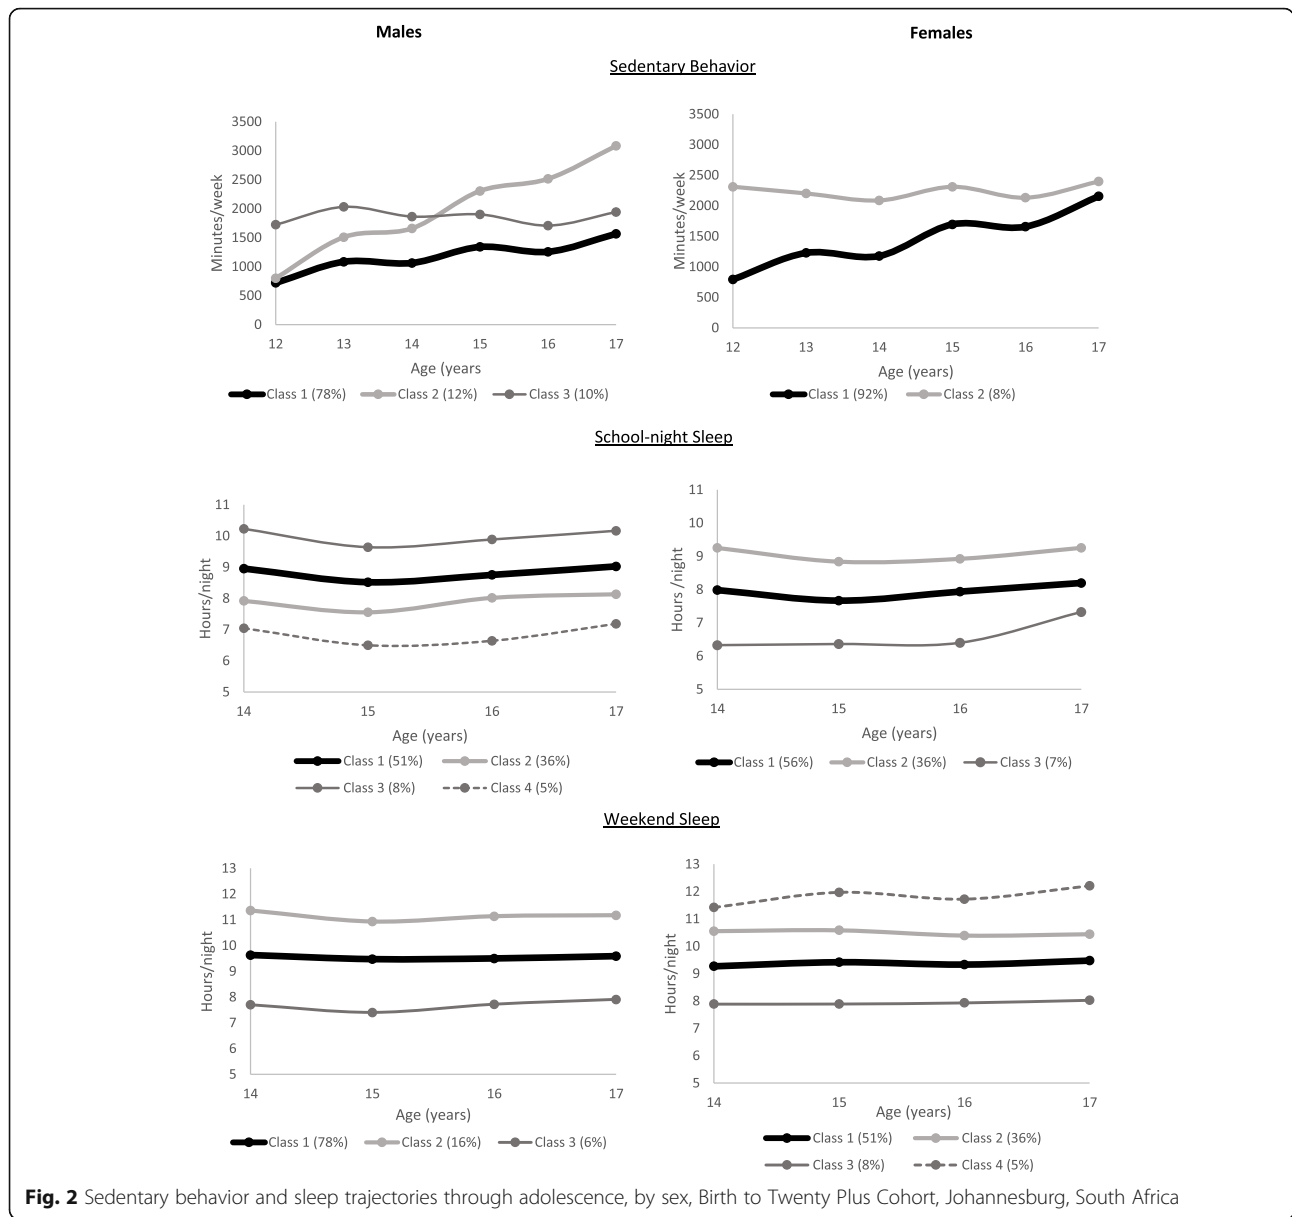 Males Females
Sedentary Behavior
3500
3000
2500
2000
1500
1000
500
0
Minutes/week
12 13 14 15 16 17
Age (years
Class 1 (78%) Class 2 (12%) Class 3 (10%)
3500
3000
2500
2000
1500
1000
500
0
Minutes/week
12 13 14 15 16 17
Age (years)
Class 1 (92%) Class 2 (8%)
School-night Sleep
11
10
9
8
7
6
5
Hours/night
14 15 16 17
Age (years)
Class 1 (51%) Class 2 (36%)
Class 3 (8%) Class 4 (5%)
11
10
9
8
7
6
5
Hours /night
14 15 16 17
Age (years)
Class 1 (56%) Class 2 (36%) Class 3 (7%)
Weekend Sleep
13
12
11
10
9
8
7
6
5
Hours/night
14 15 16 17
Age (years)
Class 1 (78%) Class 2 (16%) Class 3 (6%)
13
12
11
10
9
8
7
6
5
Hours/night
14 15 16 17
Age (years)
Class 1 (51%) Class 2 (36%)
Class 3 (8%) Class 4 (5%)
Fig. 2 Sedentary behavior and sleep trajectories through adolescence, by sex, Birth to Twenty Plus Cohort, Johannesburg, South Africa